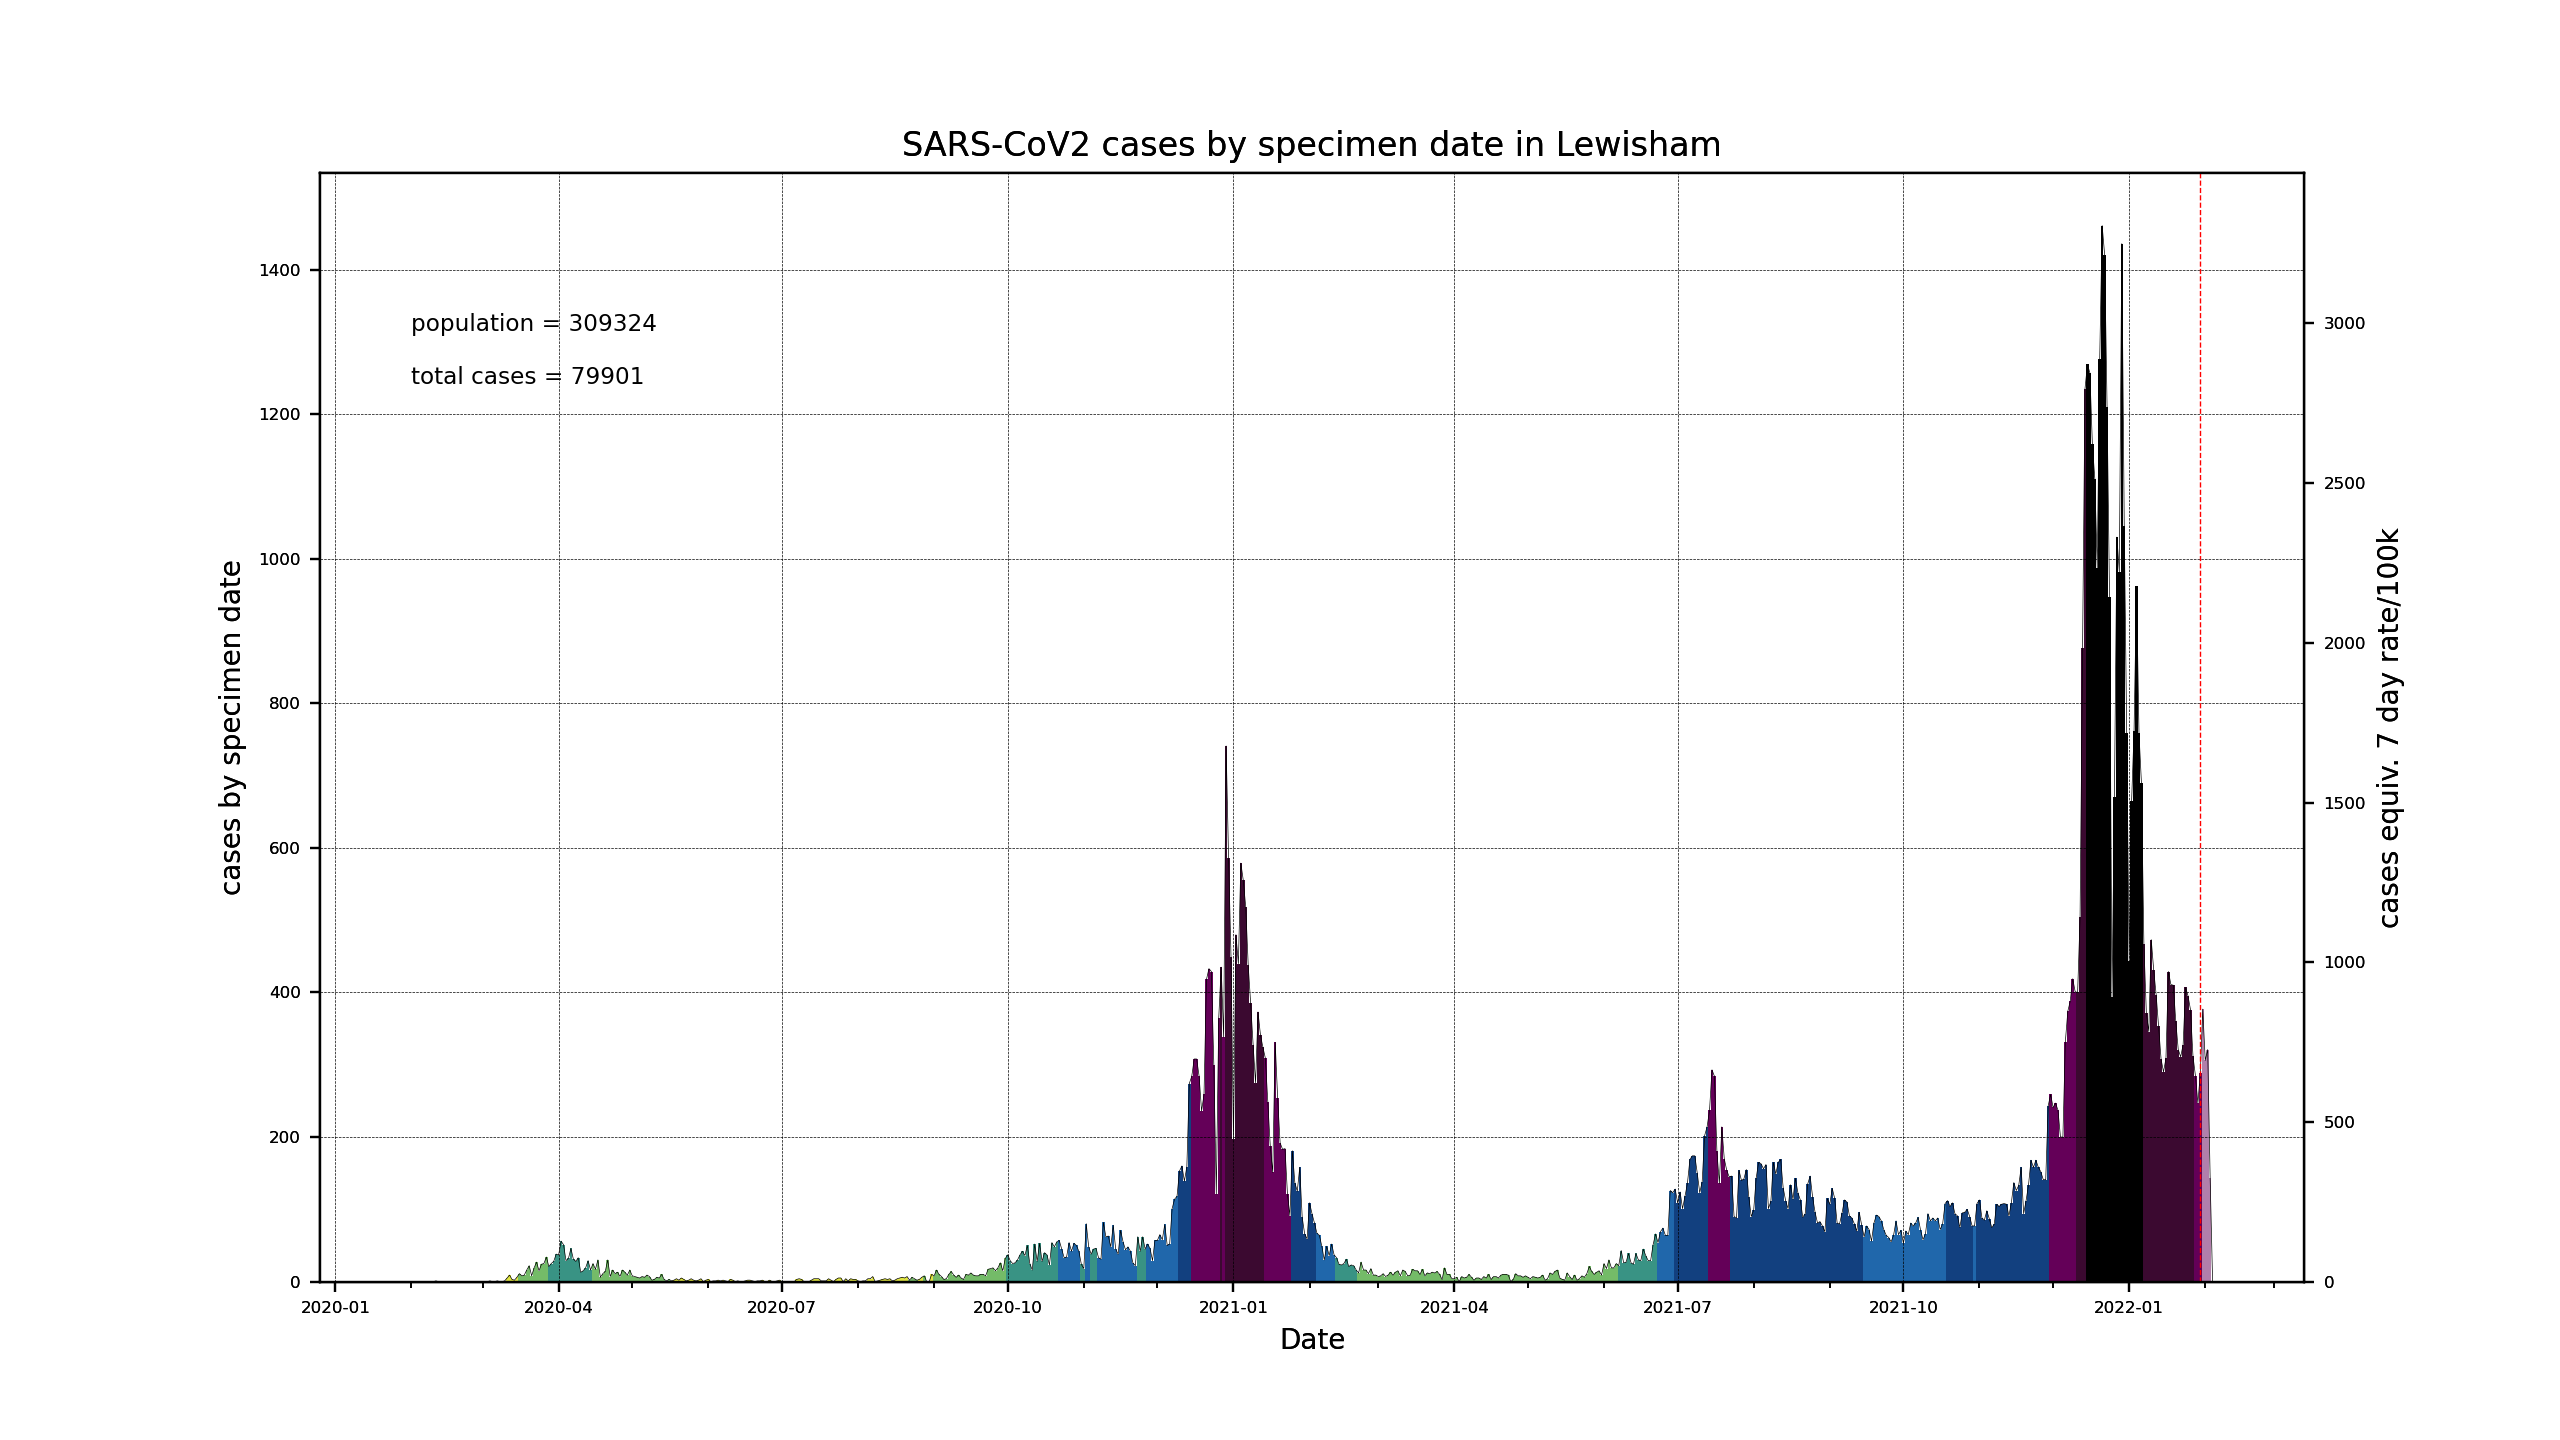 SARS-CoV2 cases by specimen date in Lewisham
population = 309324
total cases = 79901
cases by specimen date
1400
1200
1000
800
600
400
200
0
3000
2500
2000
1500
1000
500
0
cases equiv. 7 day rate/100k
2020-01 2020-04 2020-07 2020-10 2021-01 2021-04 2021-07 2021-10 2022-01
Date